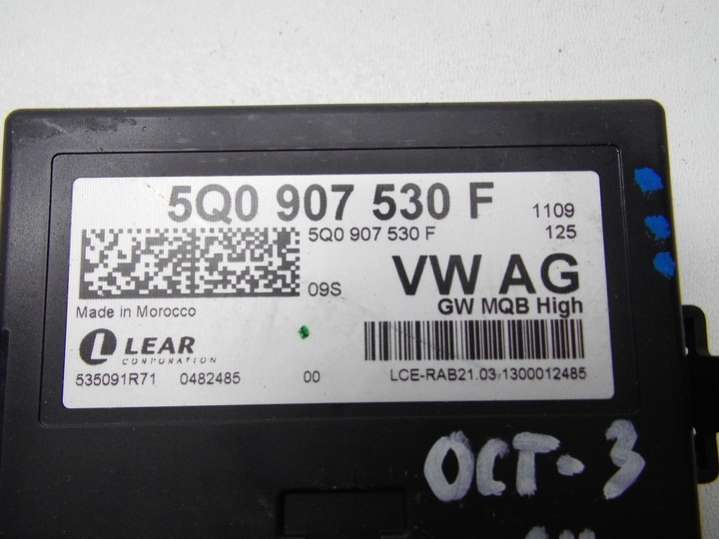 5Q0 907 530 F 1109
5Q0 907 530 F 125
09S VW AG
GW MQB High
Made in Morocco
LEAR
CORPORATION
535091R71 0482485 00 LCE-RAB21.03 1300012485
ОСТ-3